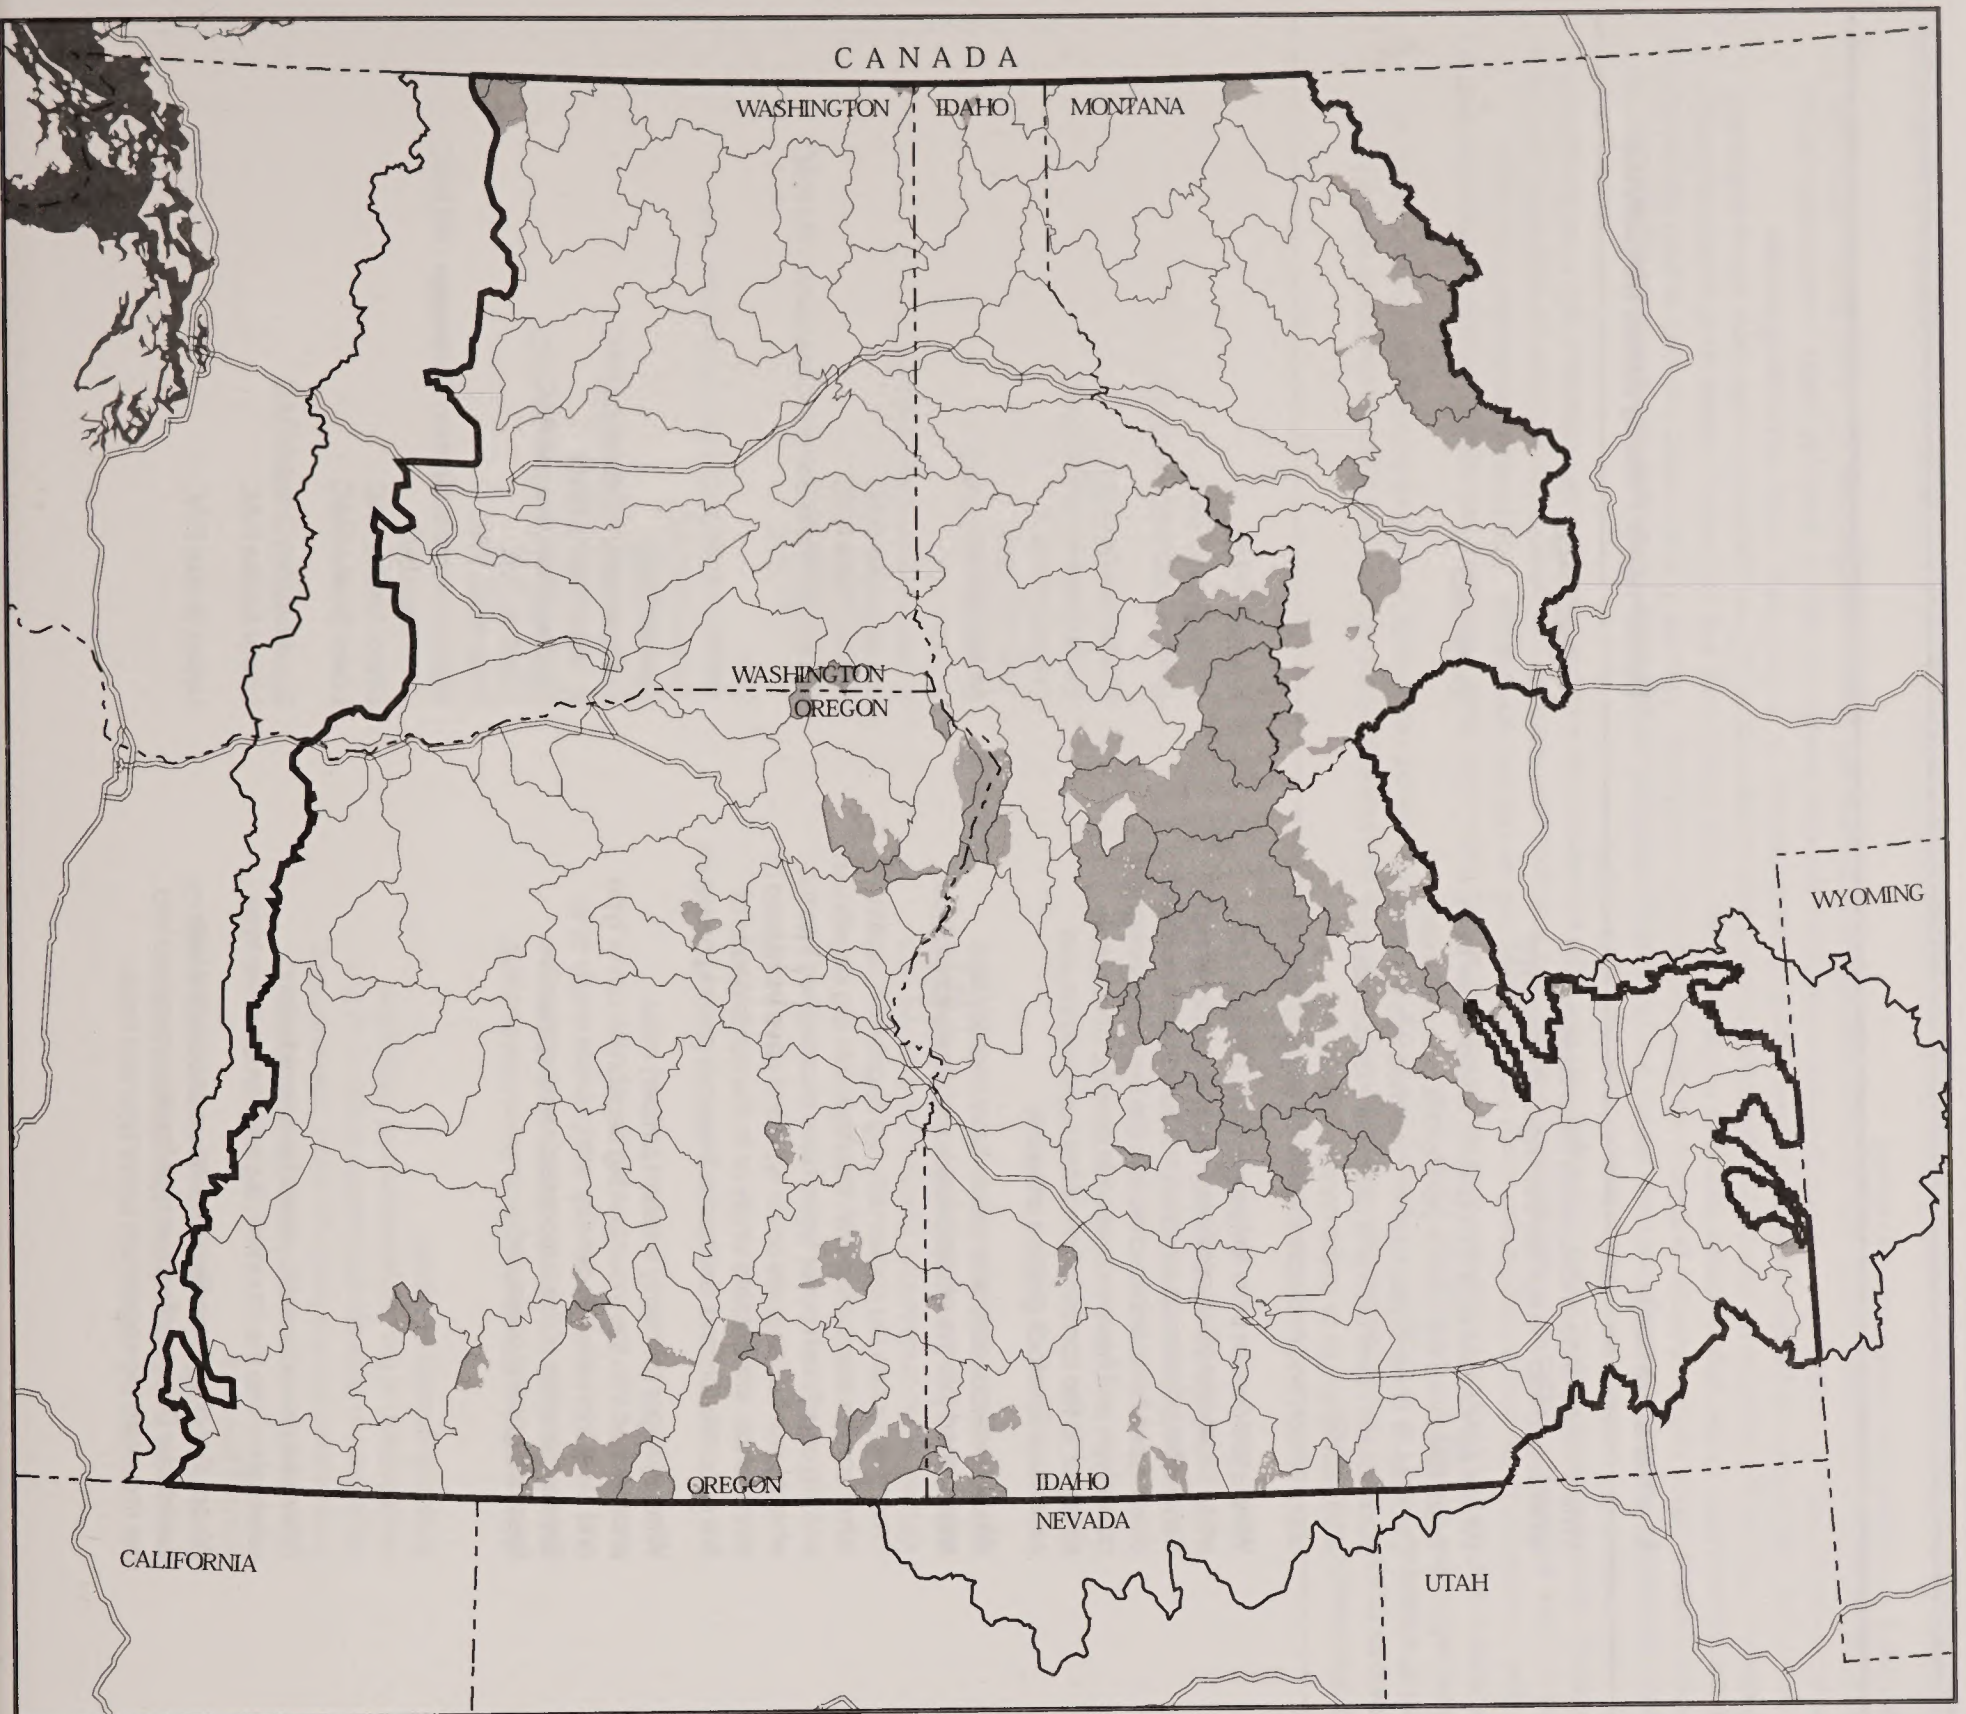 CANADA
WASHINGTON
IDAHO
MONTANA
WASHINGTON
OREGON
WYOMING
OREGON
IDAHO
NEVADA
CALIFORNIA
UTAH